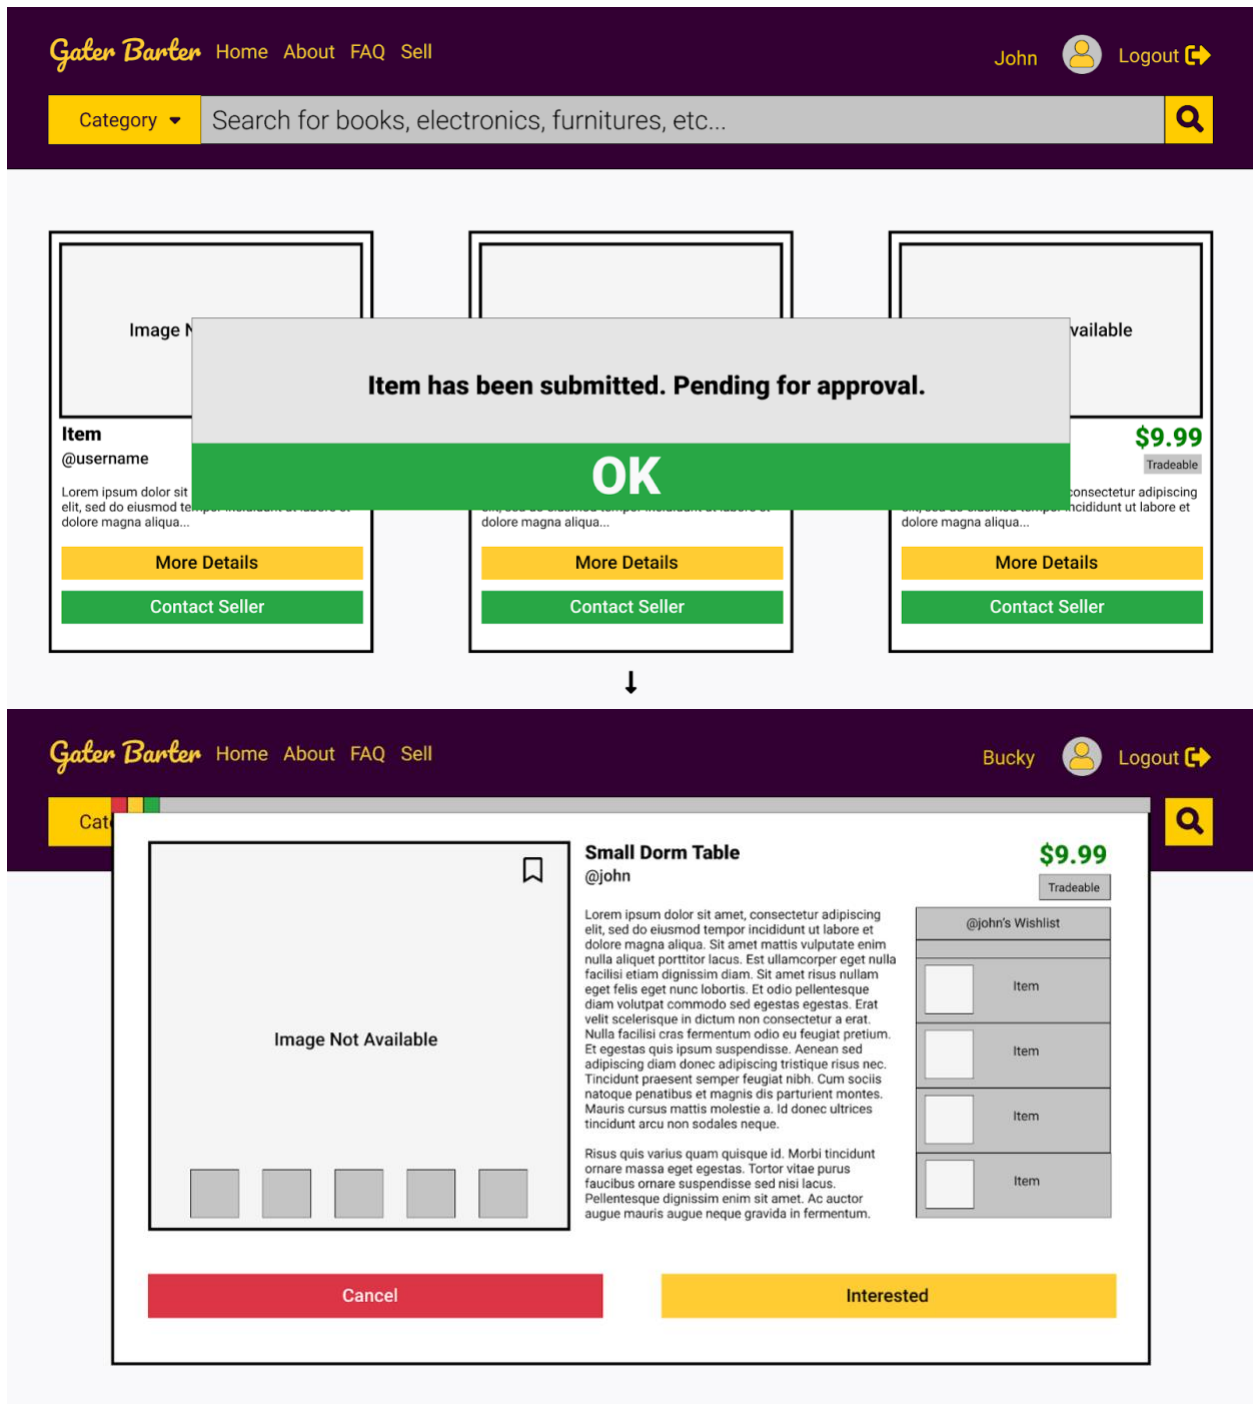 Gater Barter Home About FAQ Sell
John Logout
Category Search for books, electronics, furnitures, etc...
Image N
vailable
Item has been submitted. Pending for approval.
OK
Item
@username
$9.99
Tradeable
Lorem ipsum dolor sit
elit, sed do eiusmod te
dolore magna aliqua...
dolore magna aliqua...
consectetur adipiscing
incididunt ut labore et
dolore magna aliqua...
More Details
More Details
More Details
Contact Seller
Contact Seller
Contact Seller
Gater Barter Home About FAQ Sell
Bucky Logout
Cat
Image Not Available
Small Dorm Table
@john
$9.99
Tradeable
Lorem ipsum dolor sit amet, consectetur adipiscing
elit, sed do eiusmod tempor incididunt ut labore et
dolore magna aliqua. Sit amet mattis vulputate enim
nulla aliquet porttitor lacus. Est ullamcorper eget nulla
facilisi etiam dignissim diam. Sit amet risus nullam
eget felis eget nunc lobortis. Et odio pellentesque
diam volutpat commodo sed egestas egestas. Erat
velit scelerisque in dictum non consectetur a erat.
Nulla facilisi cras fermentum odio eu feugiat pretium.
Et egestas quis ipsum suspendisse. Aenean sed
adipiscing diam donec adipiscing tristique risus nec.
Tincidunt praesent semper feugiat nibh. Cum sociis
natoque penatibus et magnis dis parturient montes.
Mauris cursus mattis molestie a. Id donec ultrices
tincidunt arcu non sodales neque.
Risus quis varius quam quisque id. Morbi tincidunt
ornare massa eget egestas. Tortor vitae purus
faucibus ornare suspendisse sed nisi lacus.
Pellentesque dignissim enim sit amet. Ac auctor
augue mauris augue neque gravida in fermentum.
@john's Wishlist
Item
Item
Item
Item
Cancel
Interested